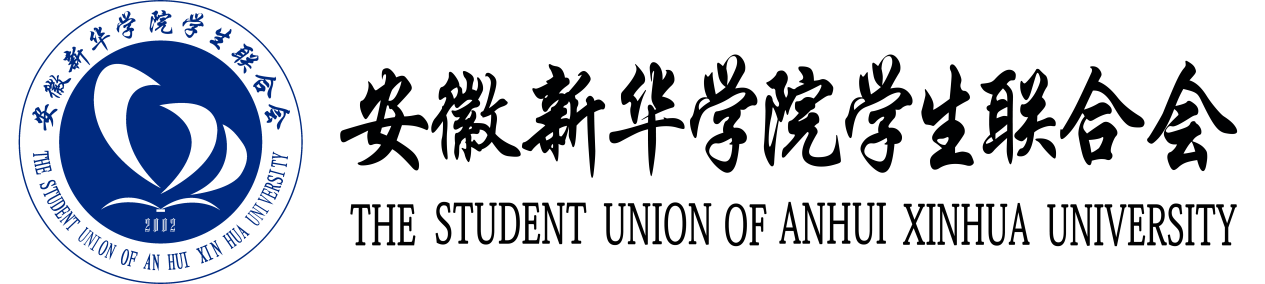 安徽新华学院学生联合会
2002
THE STUDENT UNION OF AN HUI XIN HUA UNIVERSITY
安徽新华学院学生联合会
THE STUDENT UNION OF ANHUI XINHUA UNIVERSITY